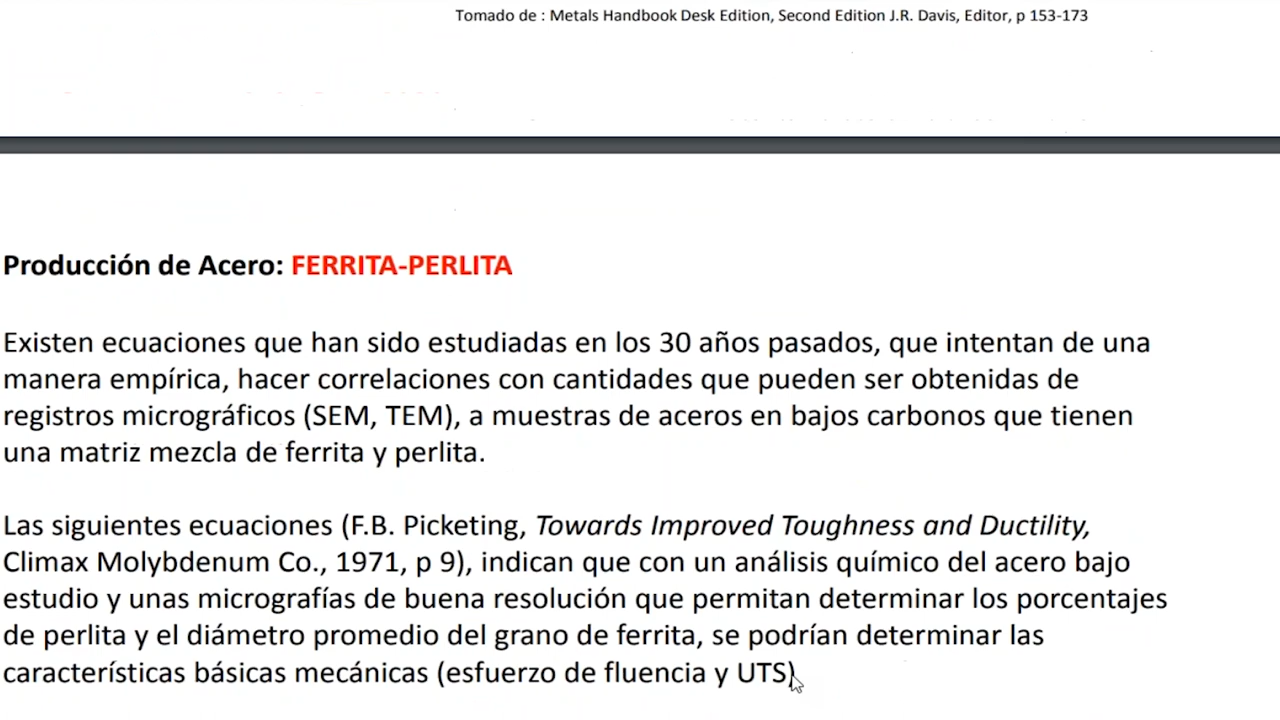 Tomado de : Metals Handbook Desk Edition, Second Edition J.R. Davis, Editor, p 153-173
Producción de Acero: FERRITA-PERLITA
Existen ecuaciones que han sido estudiadas en los 30 años pasados, que intentan de una
manera empírica, hacer correlaciones con cantidades que pueden ser obtenidas de
registros micrográficos (SEM, TEM), a muestras de aceros en bajos carbonos que tienen
una matriz mezcla de ferrita y perlita.
Las siguientes ecuaciones (F.B. Picketing, Towards Improved Toughness and Ductility,
Climax Molybdenum Co., 1971, p 9), indican que con un análisis químico del acero bajo
estudio y unas micrografías de buena resolución que permitan determinar los porcentajes
de perlita y el diámetro promedio del grano de ferrita, se podrían determinar las
características básicas mecánicas (esfuerzo de fluencia y UTS)